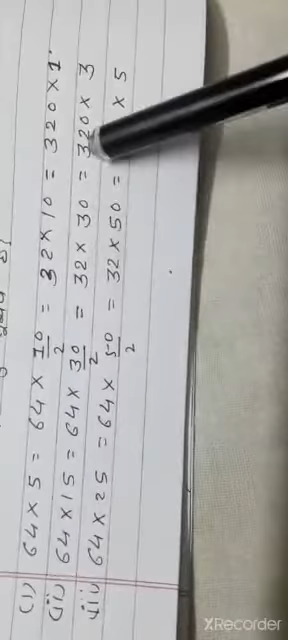 (i) 64 × 5 = 64 × 10/2 = 32 × 10 = 320 × 1
(ii) 64 × 15 = 64 × 30/2 = 32 × 30 = 320 × 3
(iii) 64 × 25 = 64 × 50/2 = 32 × 50 = × 5
XRecorder